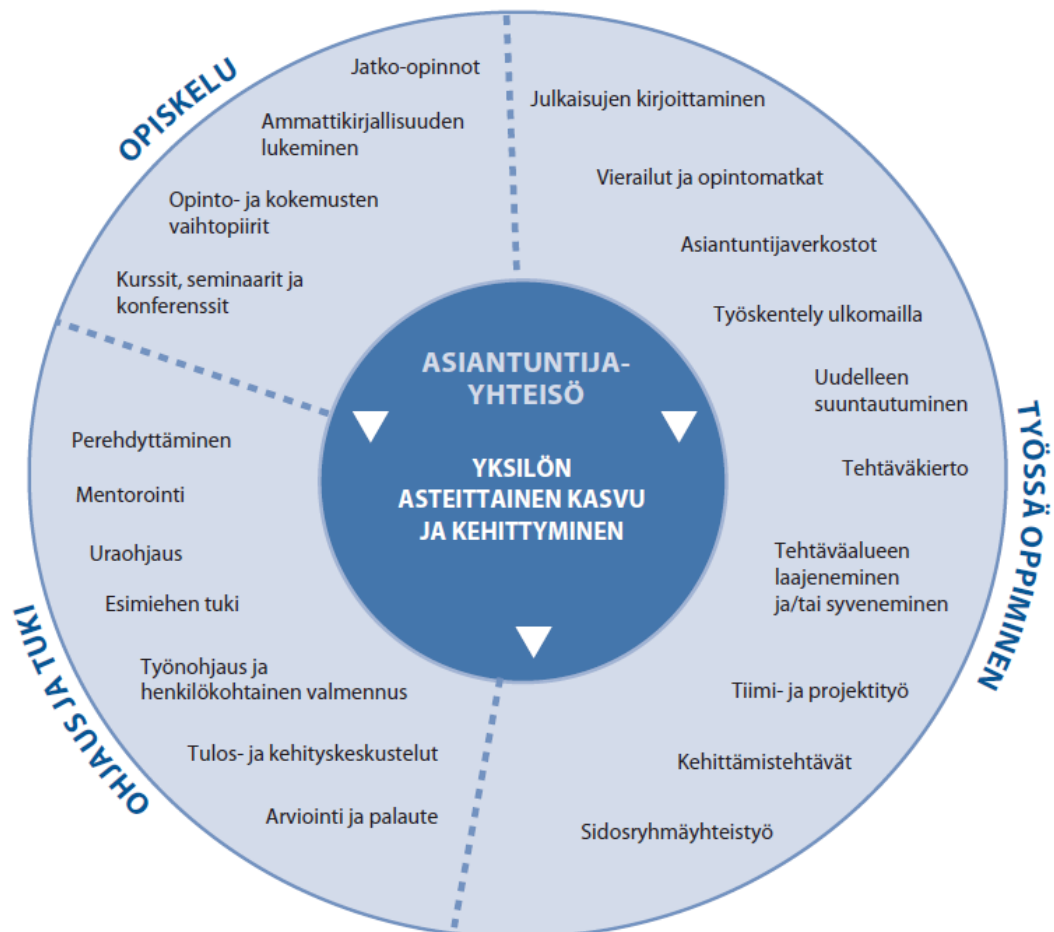 OPISKELU
Jatko-opinnot
Ammattikirjallisuuden
lukeminen
Opinto- ja kokemusten
vaihtopiirit
Kurssit, seminaarit ja
konferenssit
TYÖSSÄ OPPIMINEN
Julkaisujen kirjoittaminen
Vierailut ja opintomatkat
Asiantuntijaverkostot
Työskentely ulkomailla
Uudelleen
suuntautuminen
Tehtäväkierto
Tehtäväalueen
laajeneminen
ja/tai syveneminen
Tiimi- ja projektityö
Kehittämistehtävät
Sidosryhmäyhteistyö
OHJAUS JA TUKI
Perehdyttäminen
Mentorointi
Uraohjaus
Esimiehen tuki
Työnohjaus ja
henkilökohtainen valmennus
Tulos- ja kehityskeskustelut
Arviointi ja palaute
ASIANTUNTIJA-
YHTEISÖ
YKSILÖN
ASTEITTAINEN KASVU
JA KEHITTYMINEN